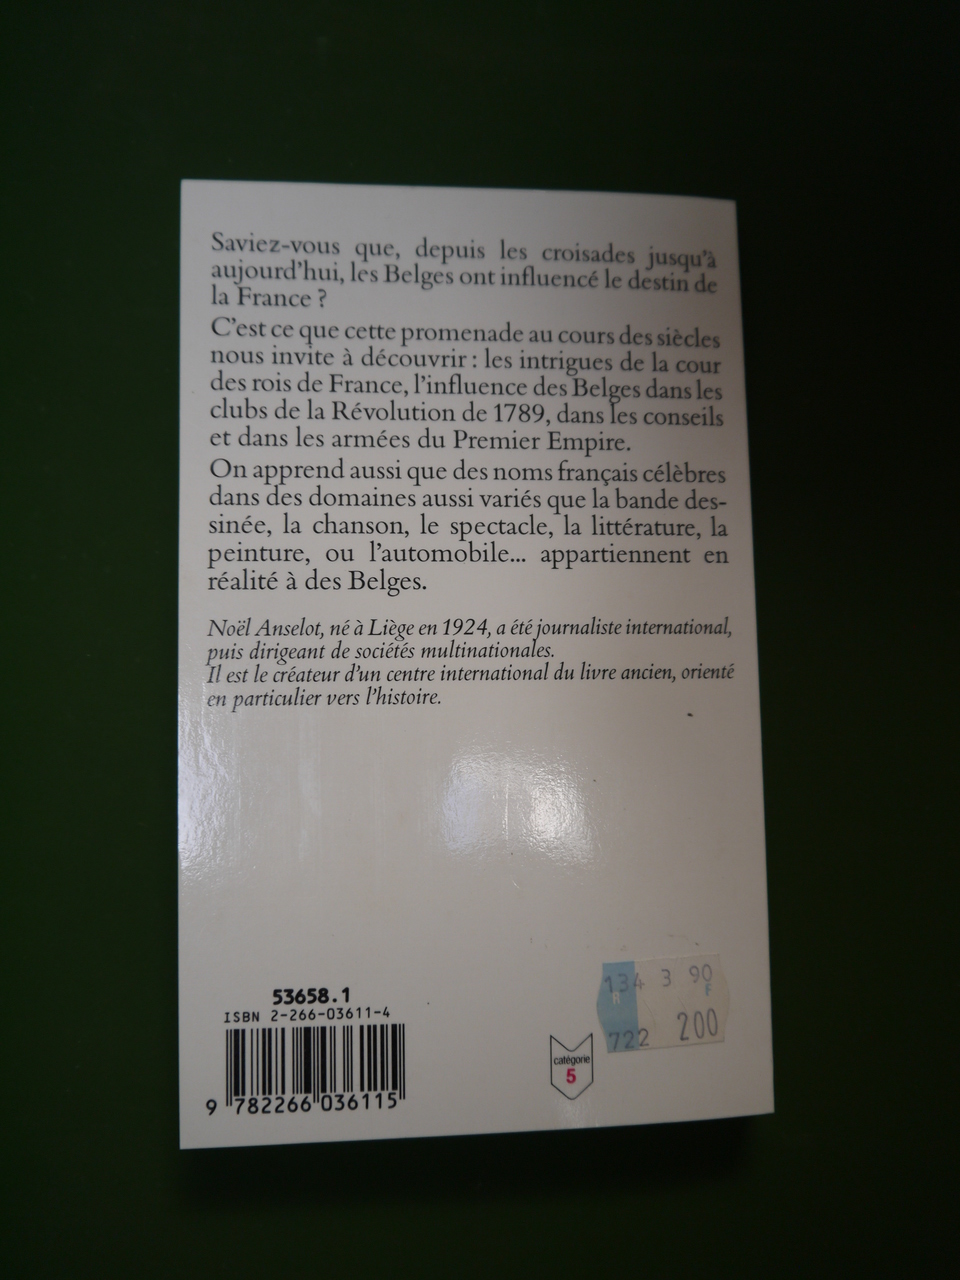 Saviez-vous que, depuis les croisades jusqu'à
aujourd'hui, les Belges ont influencé le destin de
la France ?
C'est ce que cette promenade au cours des siècles
nous invite à découvrir : les intrigues de la cour
des rois de France, l'influence des Belges dans les
clubs de la Révolution de 1789, dans les conseils
et dans les armées du Premier Empire.
On apprend aussi que des noms français célèbres
dans des domaines aussi variés que la bande des-
sinée, la chanson, le spectacle, la littérature, la
peinture, ou l'automobile... appartiennent en
réalité à des Belges.
Noël Anselot, né à Liège en 1924, a été journaliste international,
puis dirigeant de sociétés multinationales.
Il est le créateur d'un centre international du livre ancien, orienté
en particulier vers l'histoire.
134 3 90
R F
722 200
53658.1
ISBN 2-266-03611-4
catégorie
5
9 782266 036115